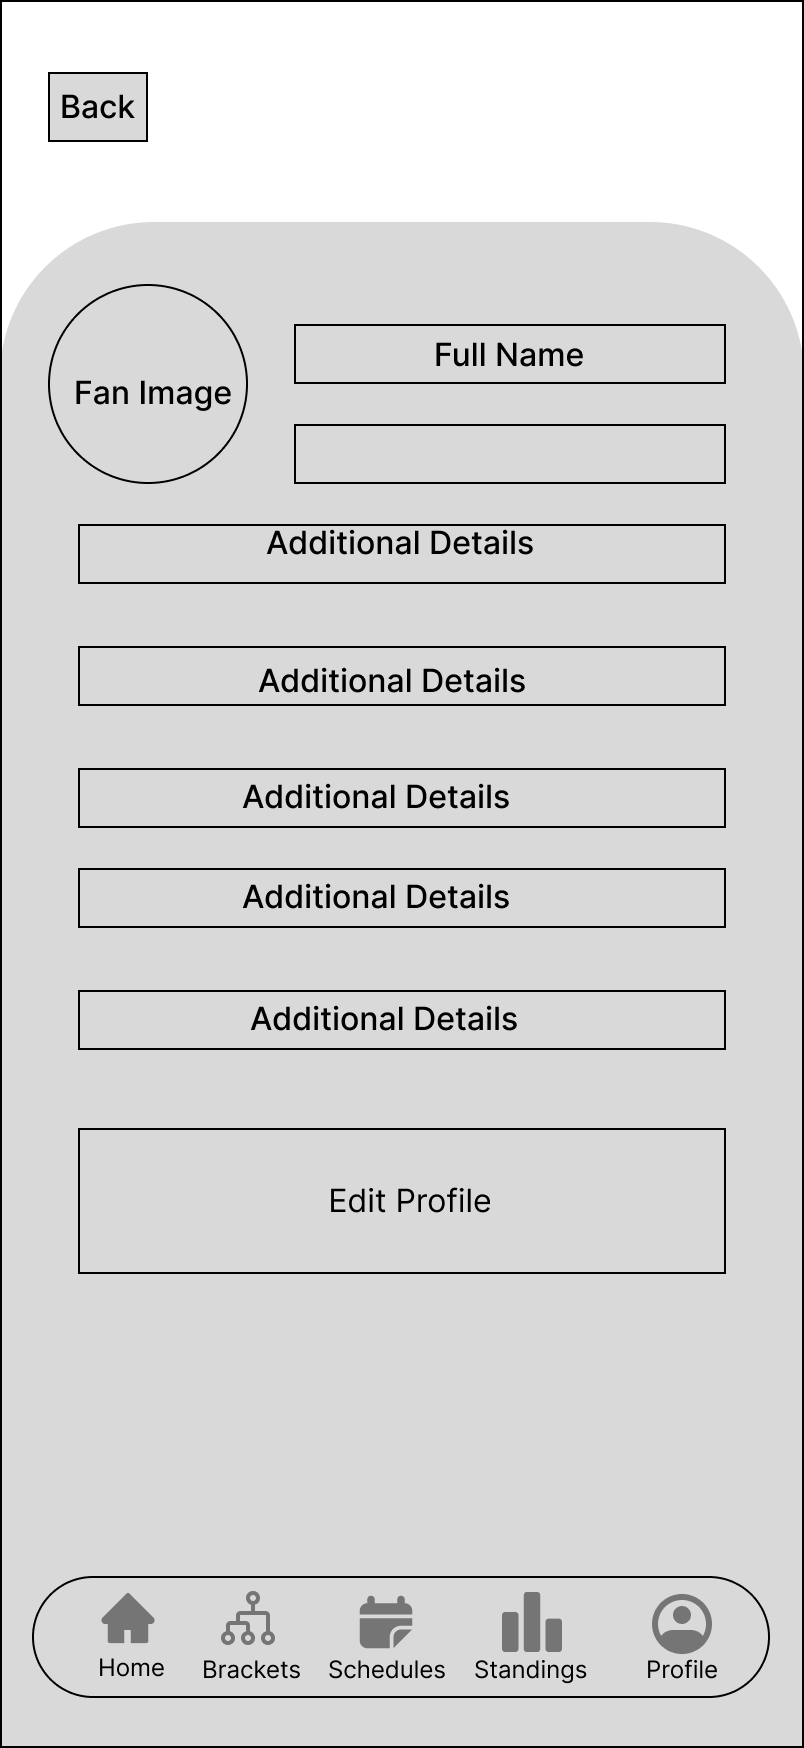 Back
Fan Image
Full Name
Additional Details
Additional Details
Additional Details
Additional Details
Additional Details
Edit Profile
Home
Brackets
Schedules
Standings
Profile